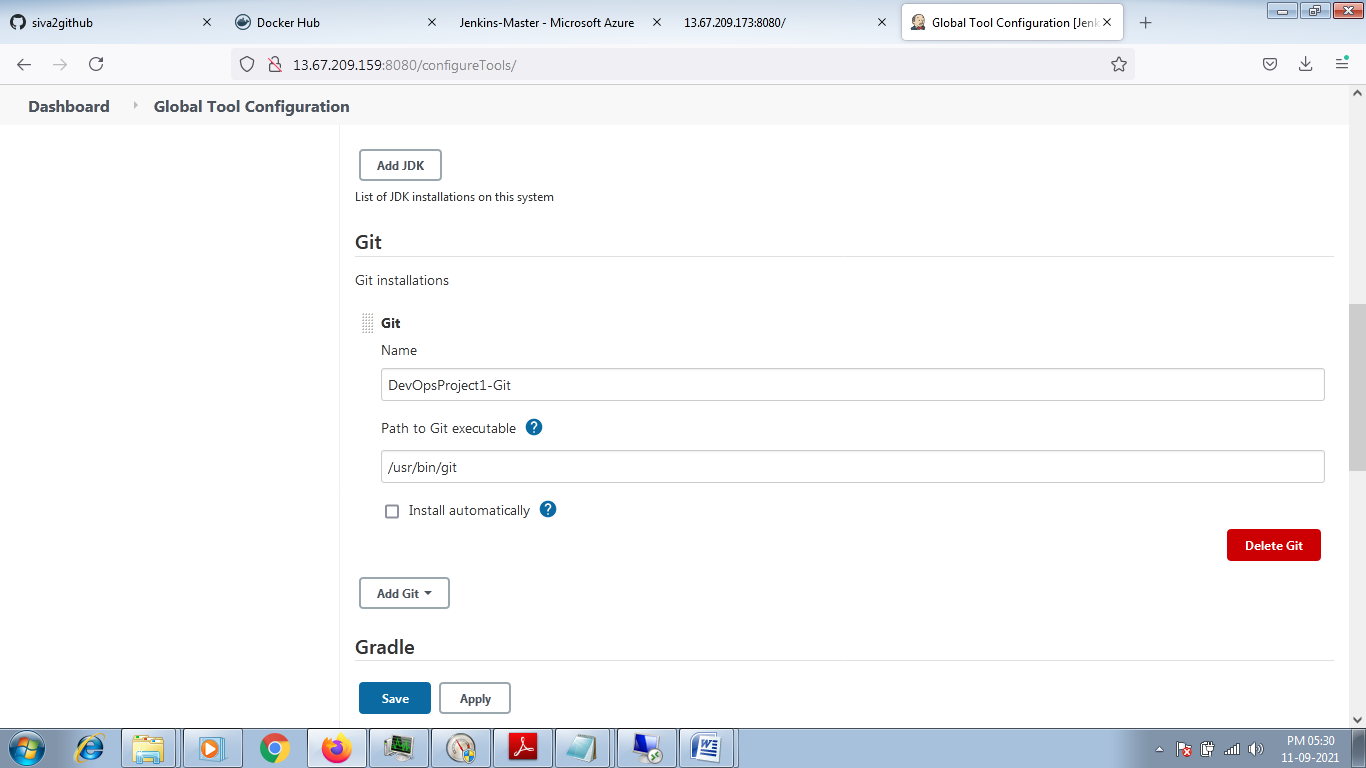 siva2github
Docker Hub
Jenkins-Master - Microsoft Azure
13.67.209.173:8080/
Global Tool Configuration [Jenk
13.67.209.159:8080/configureTools/
Dashboard
Global Tool Configuration
Add JDK
List of JDK installations on this system
Git
Git installations
Git
Name
DevOpsProject1-Git
Path to Git executable ?
/usr/bin/git
Install automatically ?
Delete Git
Add Git
Gradle
Save Apply
PM 05:30
11-09-2021